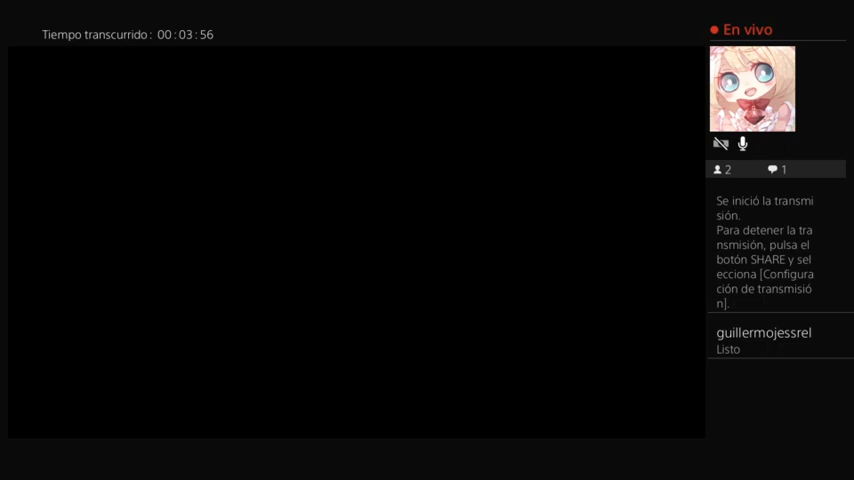 Tiempo transcurrido: 00:03:56
En vivo
2 1
Se inició la transmi
sión.
Para detener la tra
nsmisión, pulsa el
botón SHARE y sel
ecciona [Configura
ción de transmisió
n].
guillermojessrel
Listo